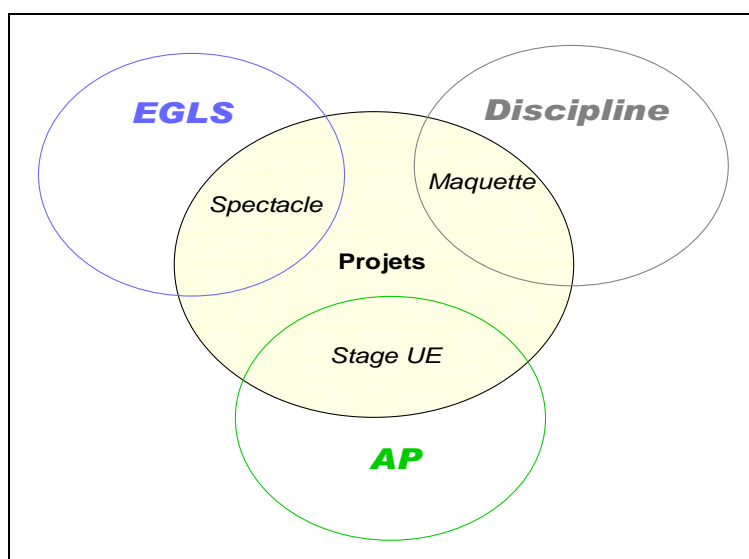 EGLS
Discipline
Maquette
Spectacle
Projets
Stage UE
AP